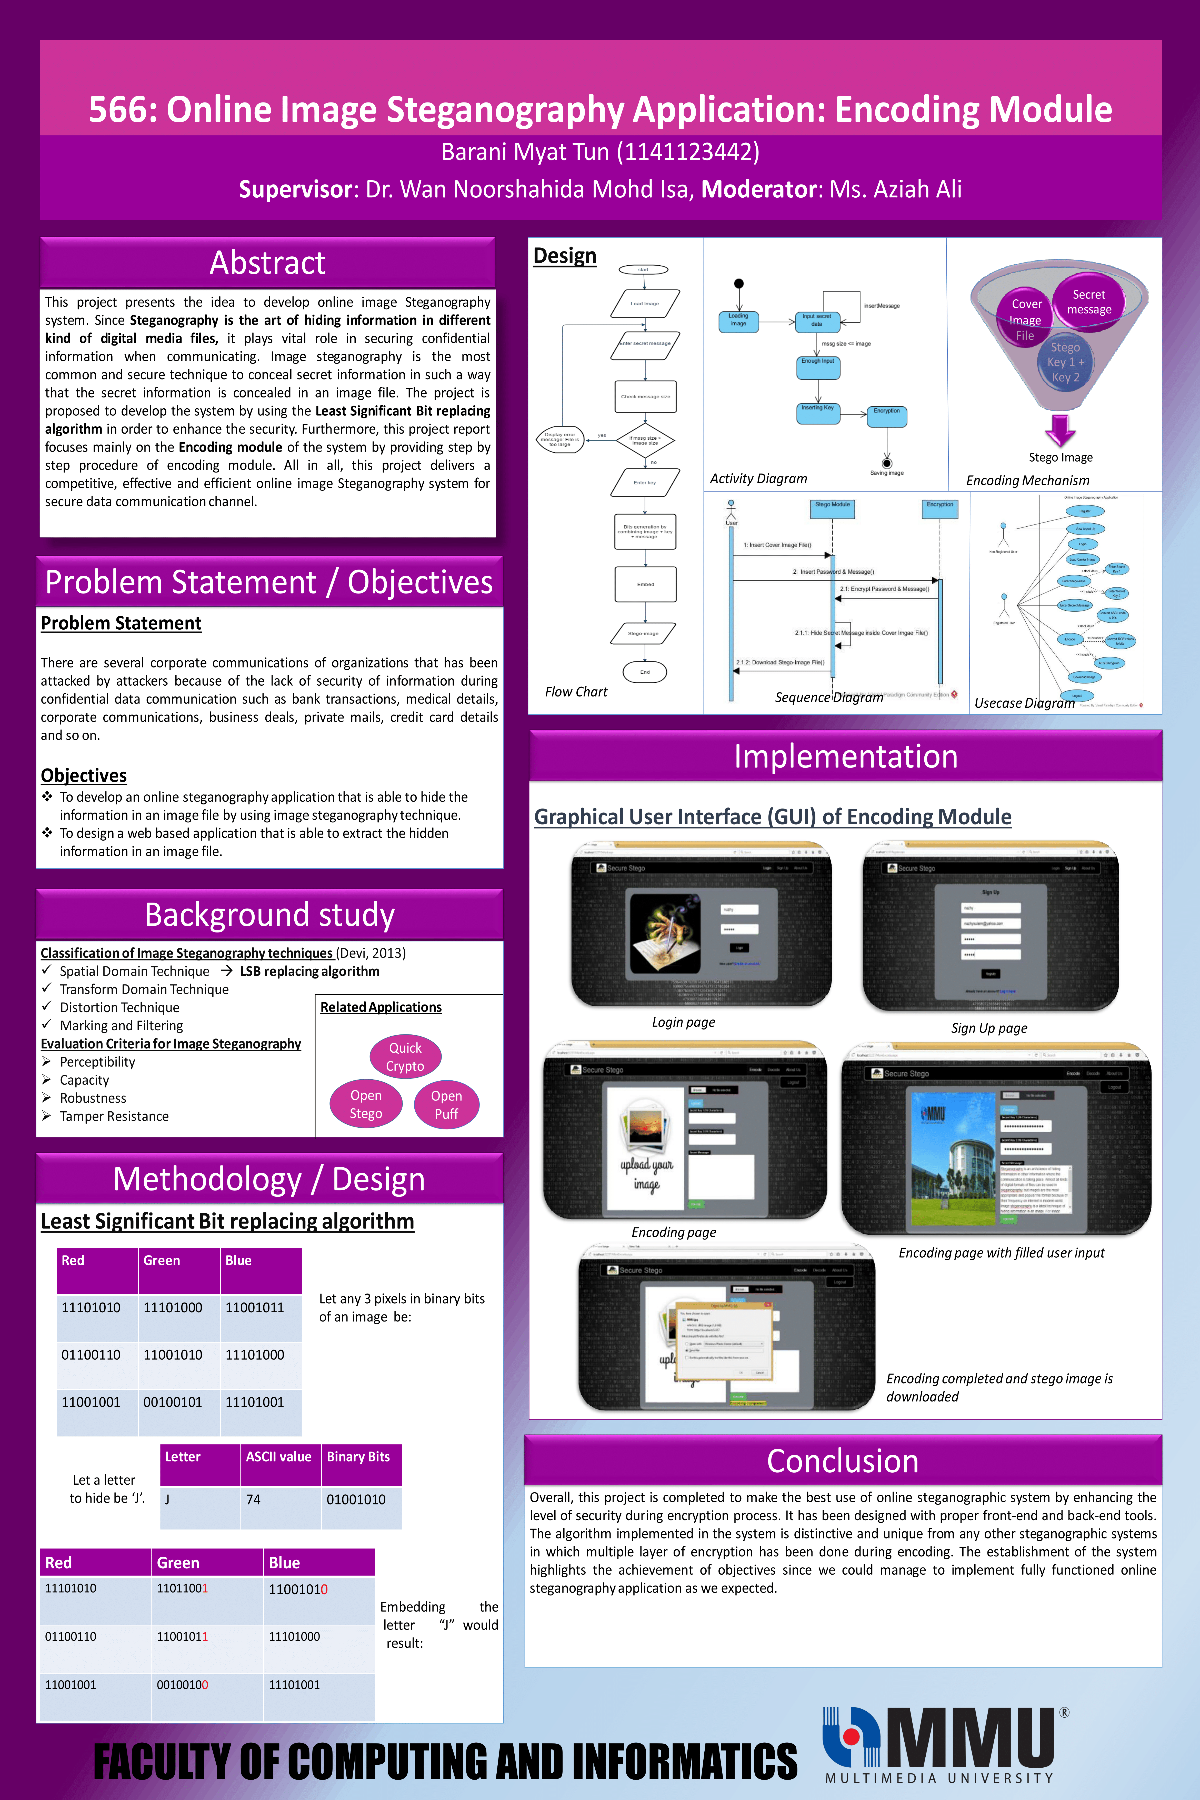 566: Online Image Steganography Application: Encoding Module
Barani Myat Tun (1141123442)
Supervisor: Dr. Wan Noorshahida Mohd Isa, Moderator: Ms. Aziah Ali
Abstract
This project presents the idea to develop online image Steganography
system. Since Steganography is the art of hiding information in different
kind of digital media files, it plays vital role in securing confidential
information when communicating. Image steganography is the most
common and secure technique to conceal secret information in such a way
that the secret information is concealed in an image file. The project is
proposed to develop the system by using the Least Significant Bit replacing
algorithm in order to enhance the security. Furthermore, this project report
focuses mainly on the Encoding module of the system by providing step by
step procedure of encoding module. All in all, this project delivers a
competitive, effective and efficient online image Steganography system for
secure data communication channel.
Problem Statement / Objectives
Problem Statement
There are several corporate communications of organizations that has been
attacked by attackers because of the lack of security of information during
confidential data communication such as bank transactions, medical details,
corporate communications, business deals, private mails, credit card details
and so on.
Objectives
❖ To develop an online steganography application that is able to hide the
information in an image file by using image steganography technique.
❖ To design a web based application that is able to extract the hidden
information in an image file.
Background study
Classification of Image Steganography techniques (Devi, 2013)
✓ Spatial Domain Technique → LSB replacing algorithm
✓ Transform Domain Technique
✓ Distortion Technique
✓ Marking and Filtering
Evaluation Criteria for Image Steganography
➢ Perceptibility
➢ Capacity
➢ Robustness
➢ Tamper Resistance
Related Applications
Quick
Crypto
Open
Stego
Open
Puff
Methodology / Design
Least Significant Bit replacing algorithm
Red Green Blue
11101010 11101000 11001011
01100110 11001010 11101000
11001001 00100101 11101001
Let any 3 pixels in binary bits
of an image be:
Let a letter
to hide be ‘J’.
Letter ASCII value Binary Bits
J 74 01001010
Red Green Blue
11101010 11011001 11001010
01100110 11001011 11101000
11001001 00100100 11101001
Embedding the
letter “J” would
result:
Design
start
Load Image
Enter secret message
Check message size
if mssg size > image size
yes
Display error message: File is too large
no
Enter key
Bits generation by combining image + key + message
Embed
Stego image
End
Flow Chart
Loading image
Input secret data
insertMessage
mssg size <= image
Enough Input
Inserting Key
Encryption
Saving image
Activity Diagram
Cover
Image
File
Secret
message
Stego
Key 1 +
Key 2
Stego Image
Encoding Mechanism
User
Stego Module
Encryption
1: Insert Cover Image File()
2: Insert Password & Message()
2.1: Encrypt Password & Message()
2.1.1: Hide Secret Message inside Cover Imgae File()
2.1.2: Download Stego-Image File()
Sequence Diagram
Usecase Diagram
Implementation
Graphical User Interface (GUI) of Encoding Module
Secure Stego
Login page
Secure Stego
Sign Up
Sign Up page
Secure Stego
upload your
image
Encoding page
Secure Stego
MMU
Encoding page with filled user input
Secure Stego
Encoding completed and stego image is
downloaded
Conclusion
Overall, this project is completed to make the best use of online steganographic system by enhancing the
level of security during encryption process. It has been designed with proper front-end and back-end tools.
The algorithm implemented in the system is distinctive and unique from any other steganographic systems
in which multiple layer of encryption has been done during encoding. The establishment of the system
highlights the achievement of objectives since we could manage to implement fully functioned online
steganography application as we expected.
FACULTY OF COMPUTING AND INFORMATICS
MMU®
MULTIMEDIA UNIVERSITY